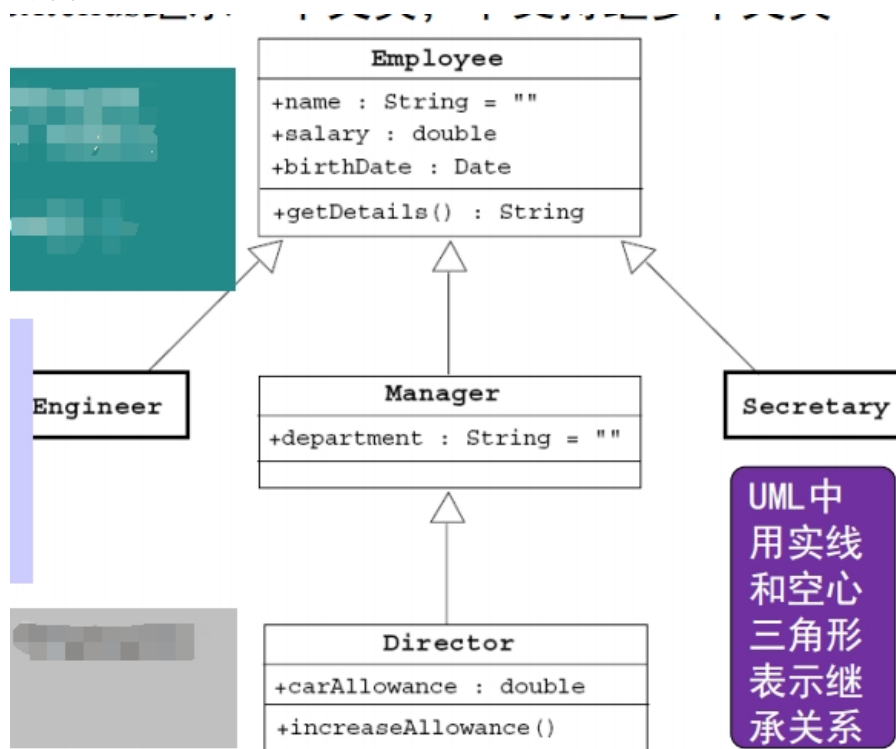 Employee
+name : String = ""
+salary : double
+birthDate : Date
+getDetails() : String
Engineer
Manager
+department : String = ""
Secretary
UML中
用实线
和空心
三角形
表示继
承关系
Director
+carAllowance : double
+increaseAllowance()